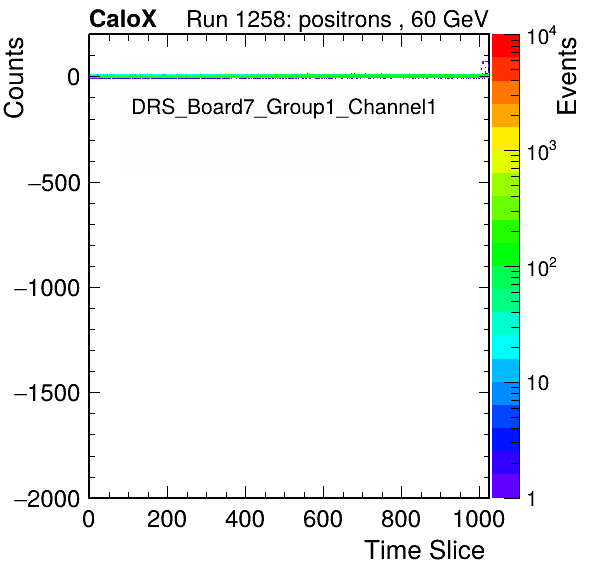 CaloX Run 1258: positrons , 60 GeV
Counts
Events
DRS_Board7_Group1_Channel1
0
−500
−1000
−1500
−2000
0 200 400 600 800 1000
Time Slice
10^4
10^3
10^2
10
1